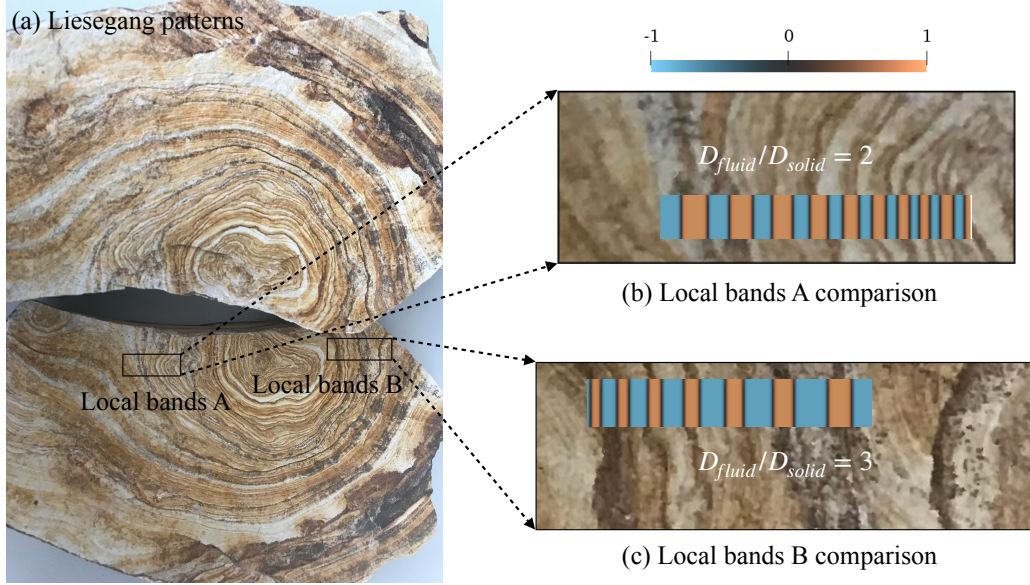 (a) Liesegang patterns
-1 0 1
D_fluid/D_solid = 2
(b) Local bands A comparison
Local bands A
Local bands B
D_fluid/D_solid = 3
(c) Local bands B comparison